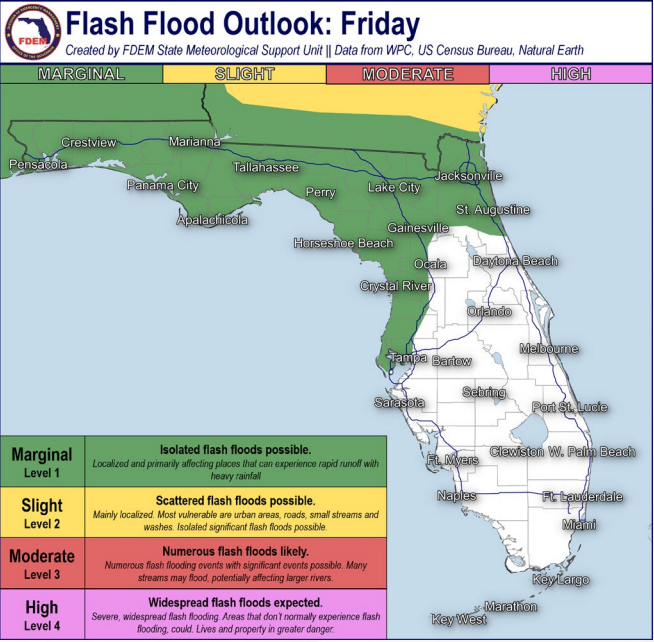 Flash Flood Outlook: Friday
Created by FDEM State Meteorological Support Unit || Data from WPC, US Census Bureau, Natural Earth
FDEM
MARGINAL
SLIGHT
MODERATE
HIGH
Crestview
Marianna
Pensacola
Tallahassee
Jacksonville
Panama City
Perry
Lake City
Apalachicola
St. Augustine
Gainesville
Horseshoe Beach
Ocala
Daytona Beach
Crystal River
Orlando
Melbourne
Tampa
Bartow
Sebring
Sarasota
Port St. Lucie
Clewiston
W. Palm Beach
Ft. Myers
Naples
Ft. Lauderdale
Miami
Key Largo
Marathon
Key West
Marginal
Level 1
Isolated flash floods possible.
Localized and primarily affecting places that can experience rapid runoff with
heavy rainfall
Slight
Level 2
Scattered flash floods possible.
Mainly localized. Most vulnerable are urban areas, roads, small streams and
washes. Isolated significant flash floods possible.
Moderate
Level 3
Numerous flash floods likely.
Numerous flash flooding events with significant events possible. Many
streams may flood, potentially affecting larger rivers.
High
Level 4
Widespread flash floods expected.
Severe, widespread flash flooding. Areas that don't normally experience flash
flooding, could. Lives and property in greater danger.